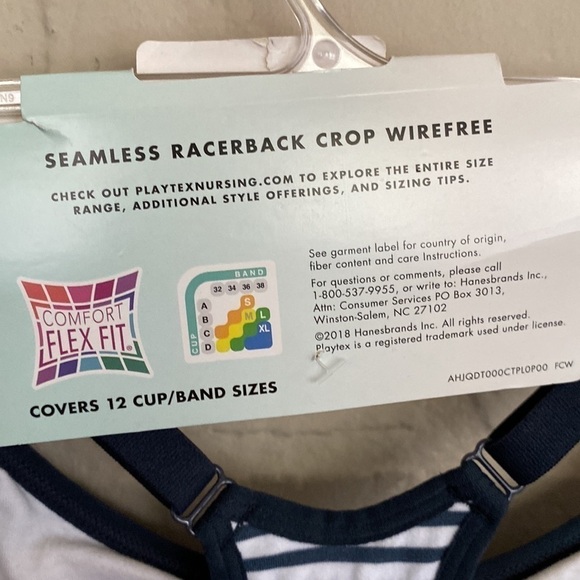 N9
SEAMLESS RACERBACK CROP WIREFREE
CHECK OUT PLAYTEXNURSING.COM TO EXPLORE THE ENTIRE SIZE
RANGE, ADDITIONAL STYLE OFFERINGS, AND SIZING TIPS.
COMFORT
FLEX FIT®
BAND
32 34 36 38
CUP
A
B
C
D
S
M
L
XL
COVERS 12 CUP/BAND SIZES
See garment label for country of origin,
fiber content and care Instructions.
For questions or comments, please call
1-800-537-9955, or write to: Hanesbrands Inc.,
Attn: Consumer Services PO Box 3013,
Winston-Salem, NC 27102
©2018 Hanesbrands Inc. All rights reserved.
Playtex is a registered trademark used under license.
AHJQDT000CTPL0P00 FCW